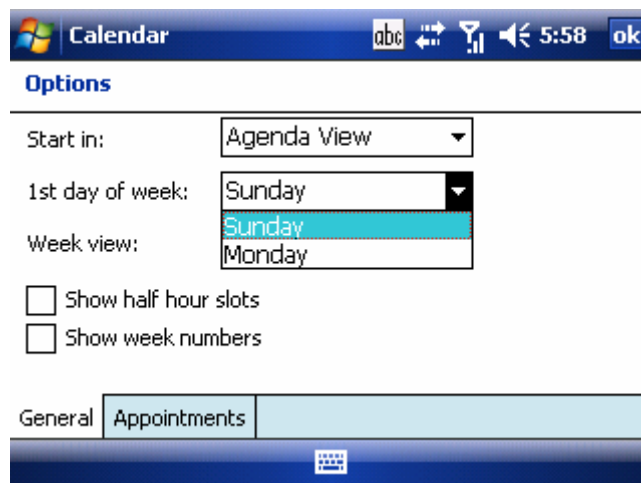 Calendar abc 5:58 ok
Options
Start in: Agenda View
1st day of week: Sunday
Sunday
Week view: Monday
Show half hour slots
Show week numbers
General Appointments